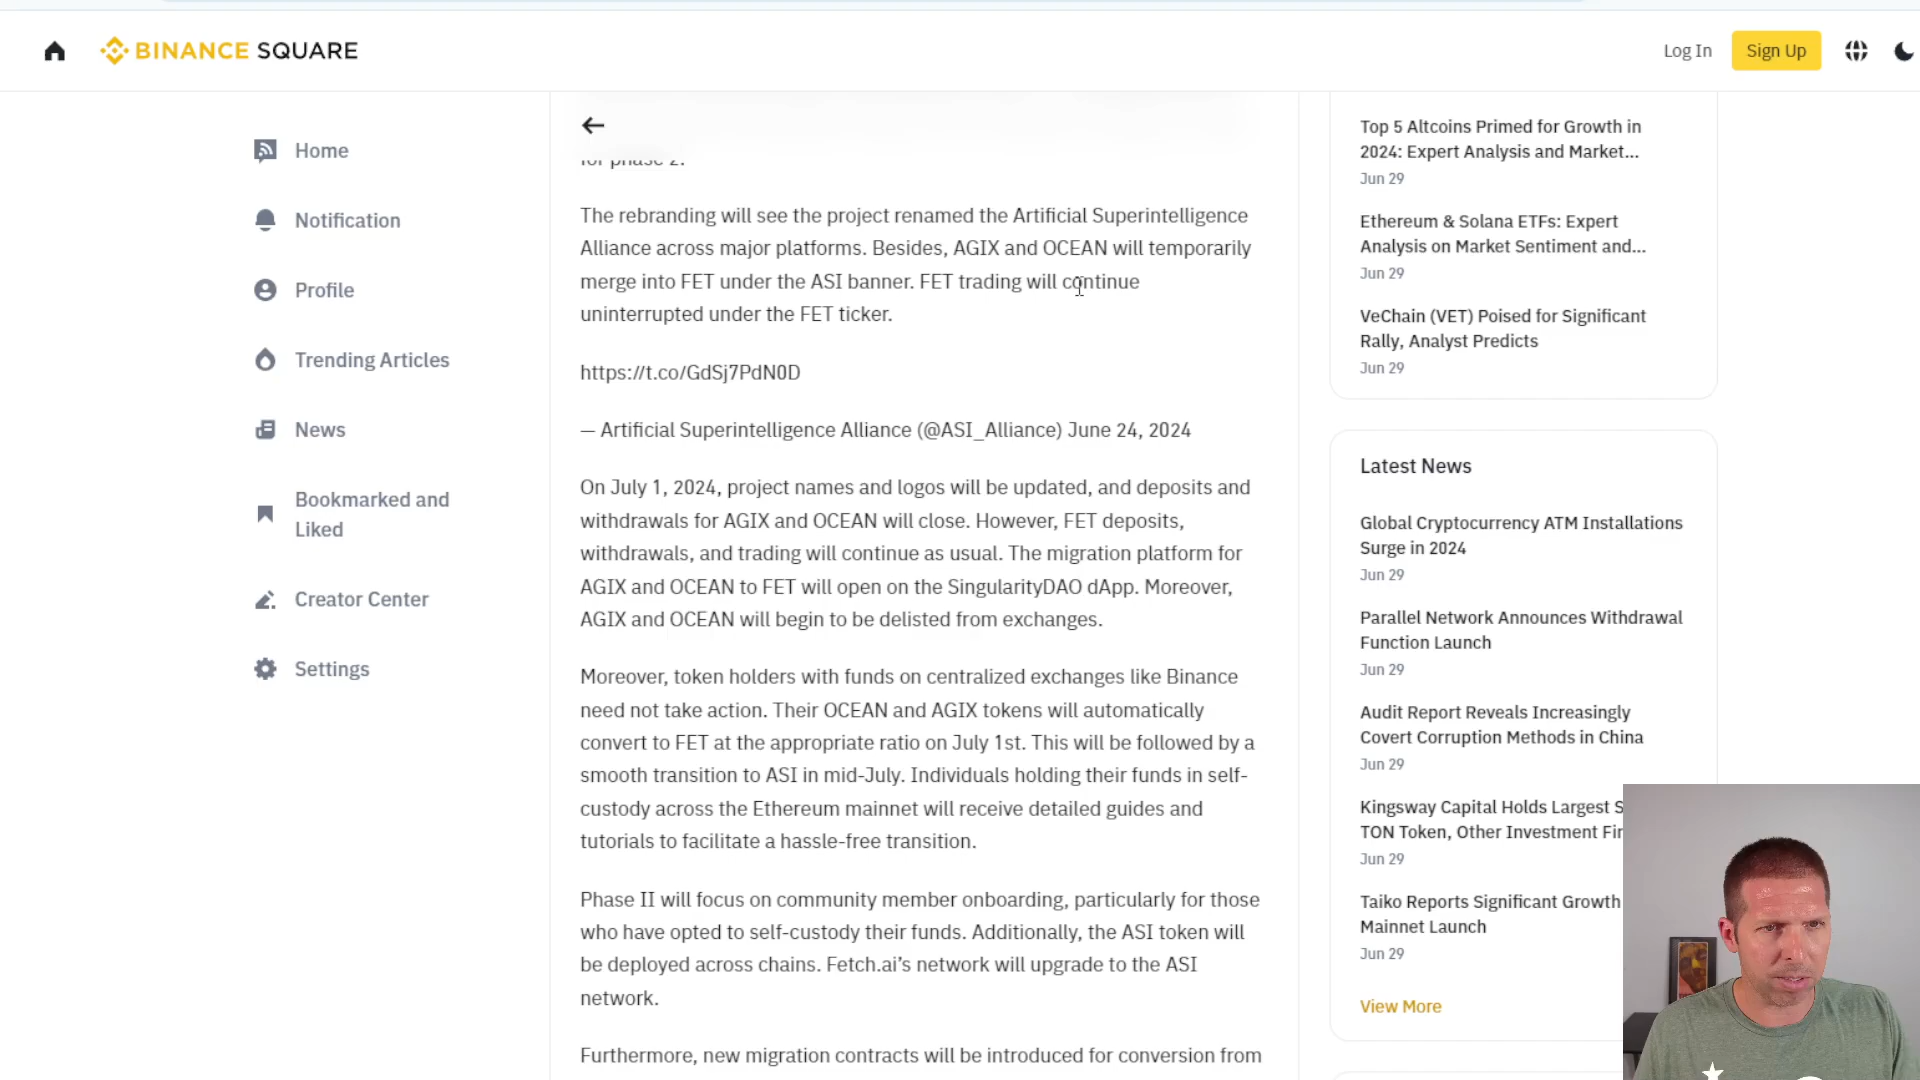 BINANCE SQUARE
Log In
Sign Up
Home
Notification
Profile
Trending Articles
News
Bookmarked and
Liked
Creator Center
Settings
for phase 2.
The rebranding will see the project renamed the Artificial Superintelligence
Alliance across major platforms. Besides, AGIX and OCEAN will temporarily
merge into FET under the ASI banner. FET trading will continue
uninterrupted under the FET ticker.
https://t.co/GdSj7PdN0D
— Artificial Superintelligence Alliance (@ASI_Alliance) June 24, 2024
On July 1, 2024, project names and logos will be updated, and deposits and
withdrawals for AGIX and OCEAN will close. However, FET deposits,
withdrawals, and trading will continue as usual. The migration platform for
AGIX and OCEAN to FET will open on the SingularityDAO dApp. Moreover,
AGIX and OCEAN will begin to be delisted from exchanges.
Moreover, token holders with funds on centralized exchanges like Binance
need not take action. Their OCEAN and AGIX tokens will automatically
convert to FET at the appropriate ratio on July 1st. This will be followed by a
smooth transition to ASI in mid-July. Individuals holding their funds in self-
custody across the Ethereum mainnet will receive detailed guides and
tutorials to facilitate a hassle-free transition.
Phase II will focus on community member onboarding, particularly for those
who have opted to self-custody their funds. Additionally, the ASI token will
be deployed across chains. Fetch.ai’s network will upgrade to the ASI
network.
Furthermore, new migration contracts will be introduced for conversion from
Top 5 Altcoins Primed for Growth in
2024: Expert Analysis and Market...
Jun 29
Ethereum & Solana ETFs: Expert
Analysis on Market Sentiment and...
Jun 29
VeChain (VET) Poised for Significant
Rally, Analyst Predicts
Jun 29
Latest News
Global Cryptocurrency ATM Installations
Surge in 2024
Jun 29
Parallel Network Announces Withdrawal
Function Launch
Jun 29
Audit Report Reveals Increasingly
Covert Corruption Methods in China
Jun 29
Kingsway Capital Holds Largest S
TON Token, Other Investment Fir
Jun 29
Taiko Reports Significant Growth
Mainnet Launch
Jun 29
View More